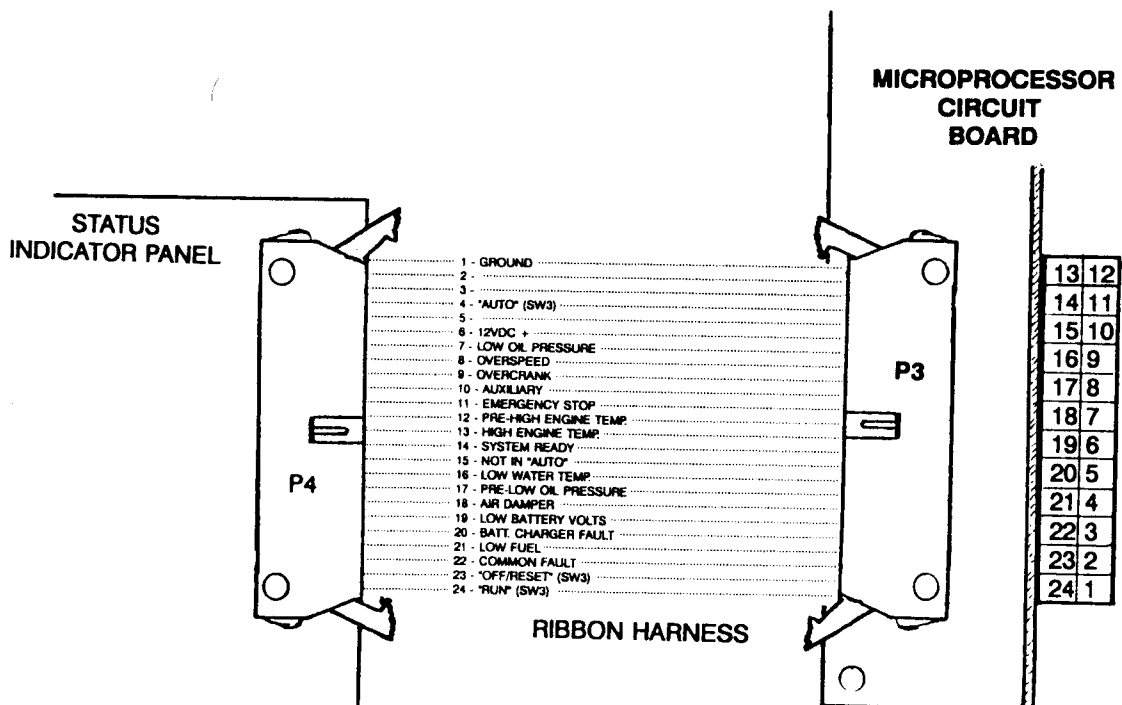 MICROPROCESSOR
CIRCUIT
BOARD
STATUS
INDICATOR PANEL
1 - GROUND
2 -
3 -
4 - "AUTO" (SW3)
5 -
6 - 12VDC +
7 - LOW OIL PRESSURE
8 - OVERSPEED
9 - OVERCRANK
10 - AUXILIARY
11 - EMERGENCY STOP
12 - PRE-HIGH ENGINE TEMP.
13 - HIGH ENGINE TEMP.
14 - SYSTEM READY
15 - NOT IN "AUTO"
16 - LOW WATER TEMP.
17 - PRE-LOW OIL PRESSURE
18 - AIR DAMPER
19 - LOW BATTERY VOLTS
20 - BATT. CHARGER FAULT
21 - LOW FUEL
22 - COMMON FAULT
23 - "OFF/RESET" (SW3)
24 - "RUN" (SW3)
P4
P3
RIBBON HARNESS
13 12
14 11
15 10
16 9
17 8
18 7
19 6
20 5
21 4
22 3
23 2
24 1